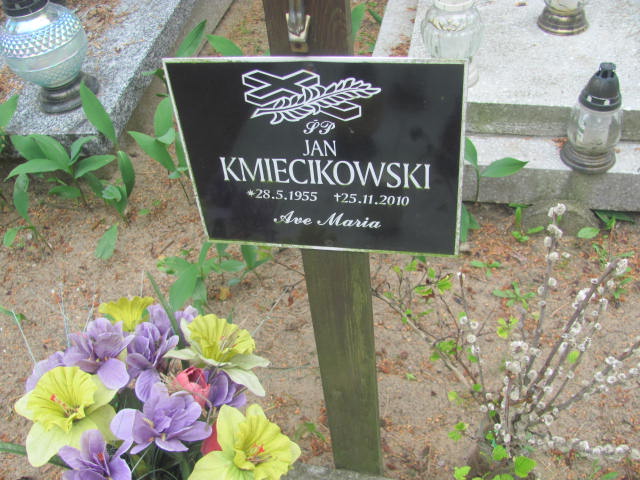 ŚP
JAN
KMIECIKOWSKI
*28.5.1955 †25.11.2010
Ave Maria